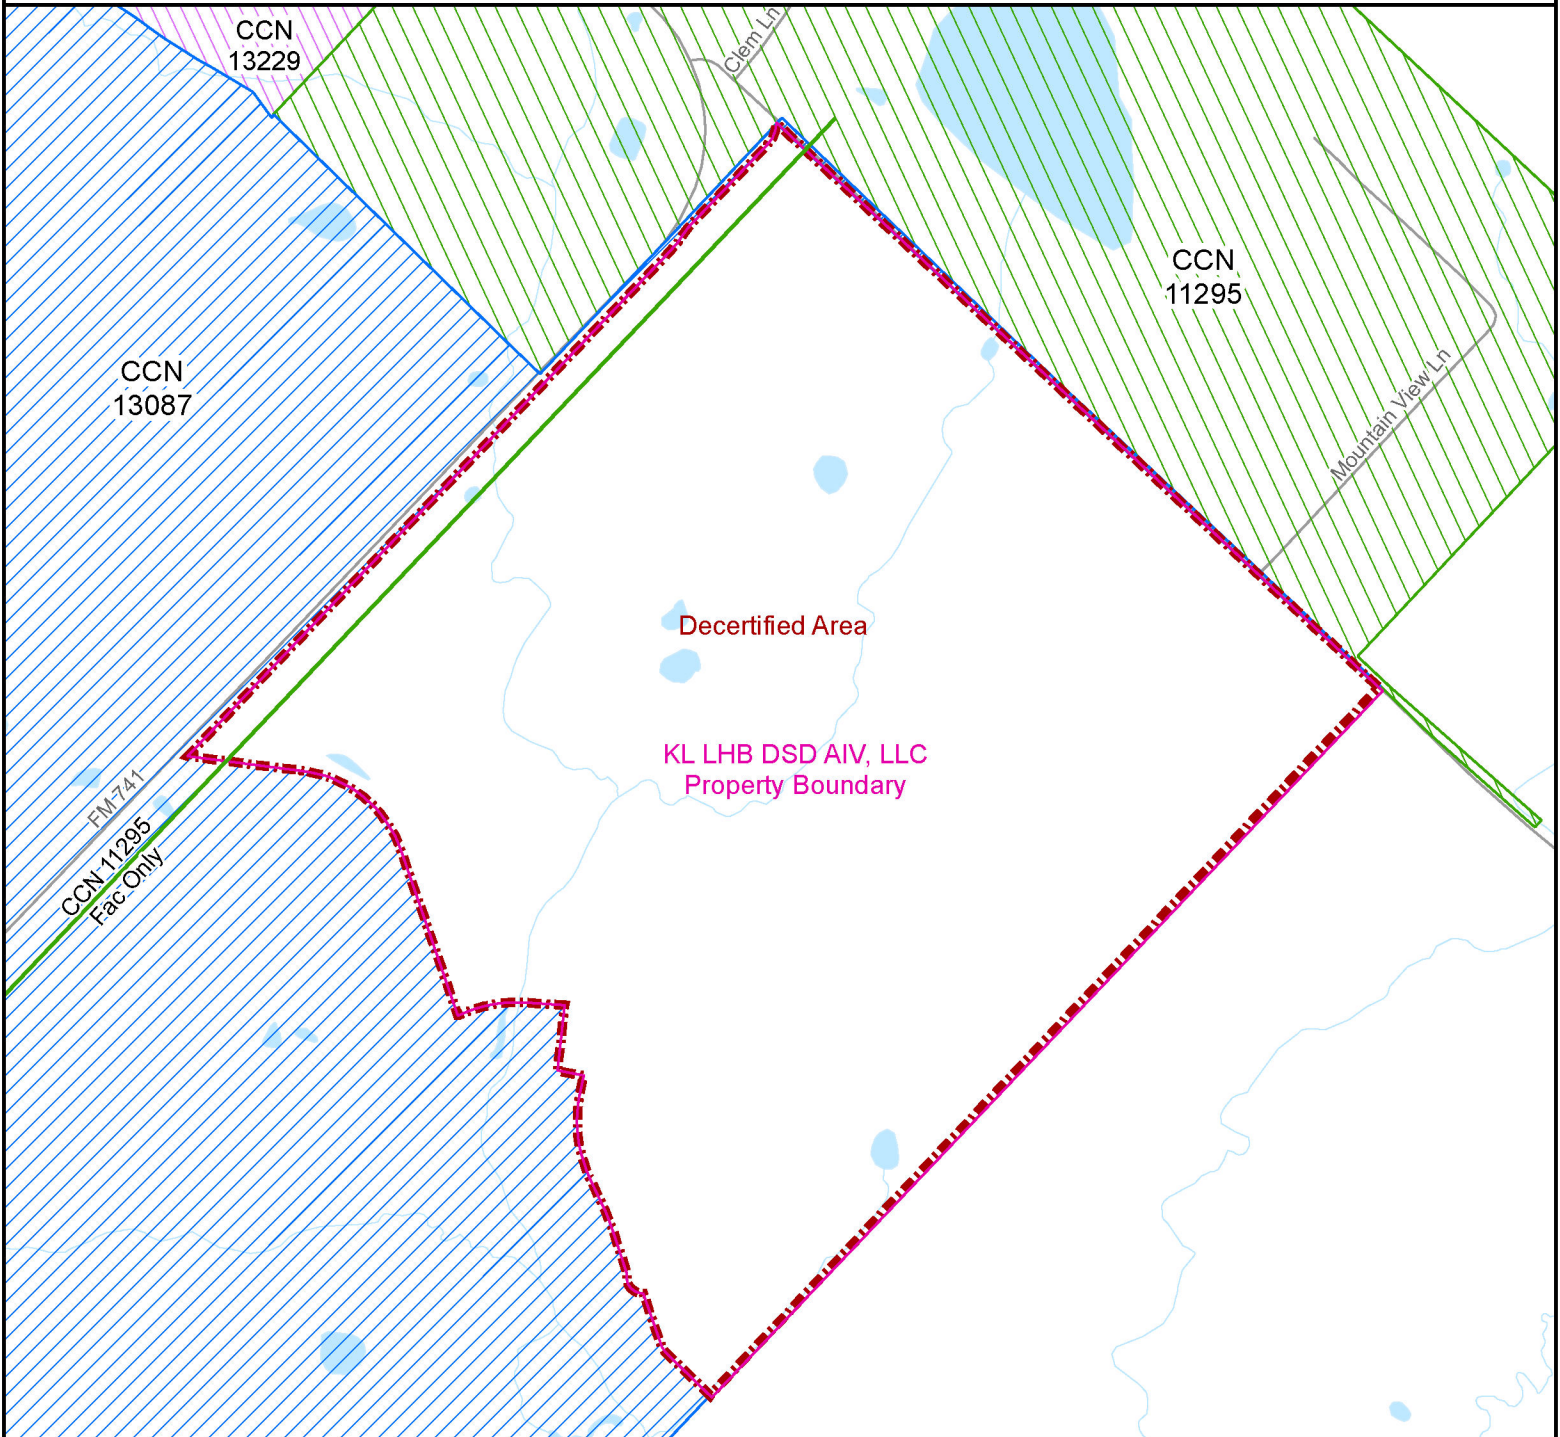 CCN
13229
Clem Ln
CCN
11295
CCN
13087
Mountain View Ln
Decertified Area
KL LHB DSD AIV, LLC
Property Boundary
FM 741
CCN 11295
Fac Only